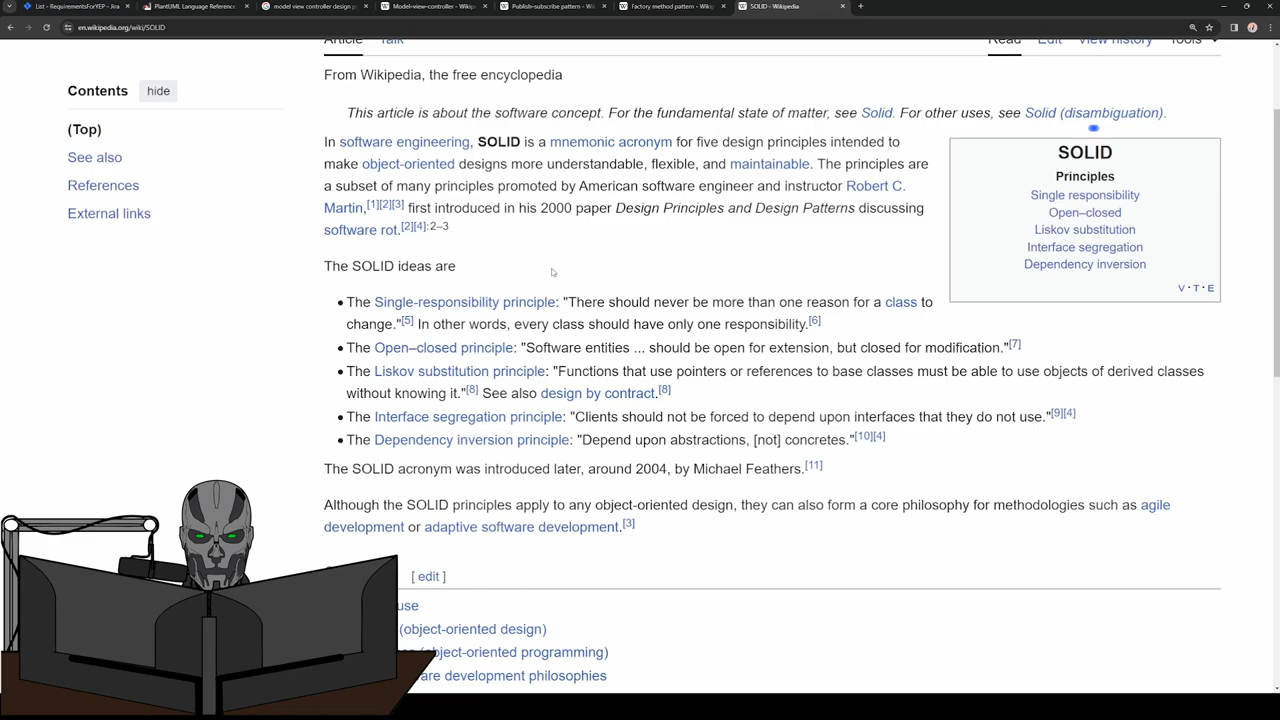 List - RequirementsForYEP - Jira
PlantUML Language Reference
model view controller design p
Model–view–controller - Wikip
Publish–subscribe pattern - Wi
Factory method pattern - Wikip
SOLID - Wikipedia
en.wikipedia.org/wiki/SOLID
Article Talk Read Edit View history Tools
Contents hide
(Top)
See also
References
External links
From Wikipedia, the free encyclopedia
This article is about the software concept. For the fundamental state of matter, see Solid. For other uses, see Solid (disambiguation).
In software engineering, SOLID is a mnemonic acronym for five design principles intended to
make object-oriented designs more understandable, flexible, and maintainable. The principles are
a subset of many principles promoted by American software engineer and instructor Robert C.
Martin,[1][2][3] first introduced in his 2000 paper Design Principles and Design Patterns discussing
software rot.[2][4]:2–3
SOLID
Principles
Single responsibility
Open–closed
Liskov substitution
Interface segregation
Dependency inversion
V · T · E
The SOLID ideas are
• The Single-responsibility principle: "There should never be more than one reason for a class to
change."[5] In other words, every class should have only one responsibility.[6]
• The Open–closed principle: "Software entities ... should be open for extension, but closed for modification."[7]
• The Liskov substitution principle: "Functions that use pointers or references to base classes must be able to use objects of derived classes
without knowing it."[8] See also design by contract.[8]
• The Interface segregation principle: "Clients should not be forced to depend upon interfaces that they do not use."[9][4]
• The Dependency inversion principle: "Depend upon abstractions, [not] concretes."[10][4]
The SOLID acronym was introduced later, around 2004, by Michael Feathers.[11]
Although the SOLID principles apply to any object-oriented design, they can also form a core philosophy for methodologies such as agile
development or adaptive software development.[3]
[ edit ]
use
(object-oriented design)
(object-oriented programming)
ware development philosophies